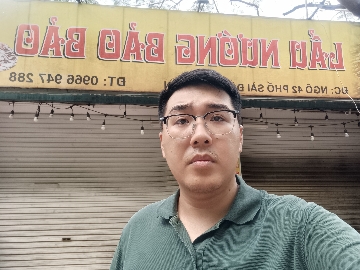 LẨU NƯỚNG BẢO BẢO
ĐC: NGÕ 42 PHỐ SÀI Đ
ĐT: 0966 947 288